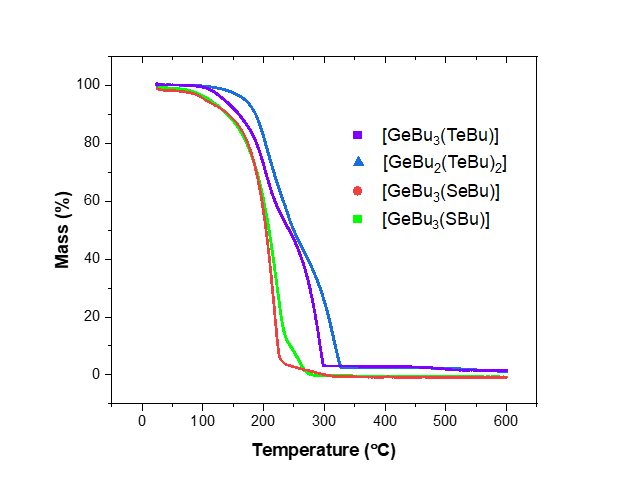 100
80
60
40
20
0
Mass (%)
[GeBu₃(TeBu)]
[GeBu₂(TeBu)₂]
[GeBu₃(SeBu)]
[GeBu₃(SBu)]
0 100 200 300 400 500 600
Temperature (°C)